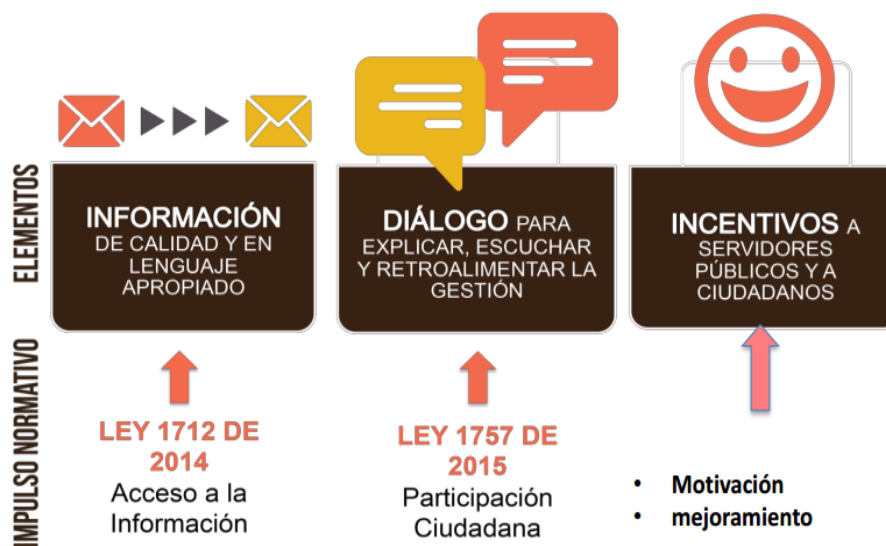 ELEMENTOS
INFORMACIÓN
DE CALIDAD Y EN
LENGUAJE
APROPIADO
DIÁLOGO PARA
EXPLICAR, ESCUCHAR
Y RETROALIMENTAR LA
GESTIÓN
INCENTIVOS A
SERVIDORES
PÚBLICOS Y A
CIUDADANOS
IMPULSO NORMATIVO
LEY 1712 DE
2014
Acceso a la
Información
LEY 1757 DE
2015
Participación
Ciudadana
• Motivación
• mejoramiento